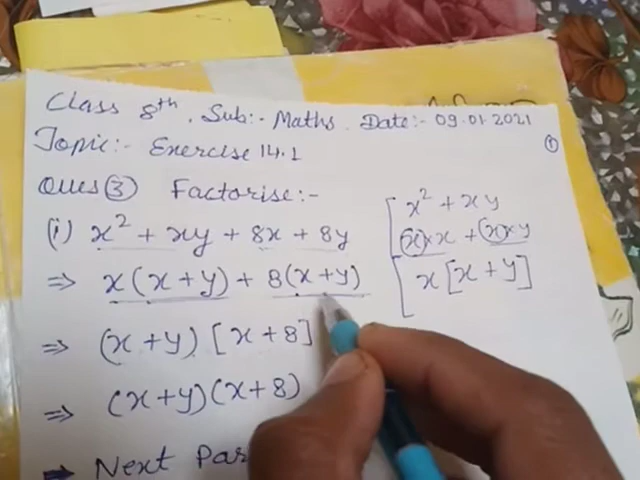 Class 8th. Sub:- Maths. Date:- 09.01.2021
Topic:- Exercise 14.1
①
Ques ③ Factorise:-
(i) x² + xy + 8x + 8y
⇒ x(x+y) + 8(x+y)
⇒ (x+y) [x+8]
⇒ (x+y)(x+8)
⇒ Next
x² + xy
(x)×x + (x)×y
x[x+y]